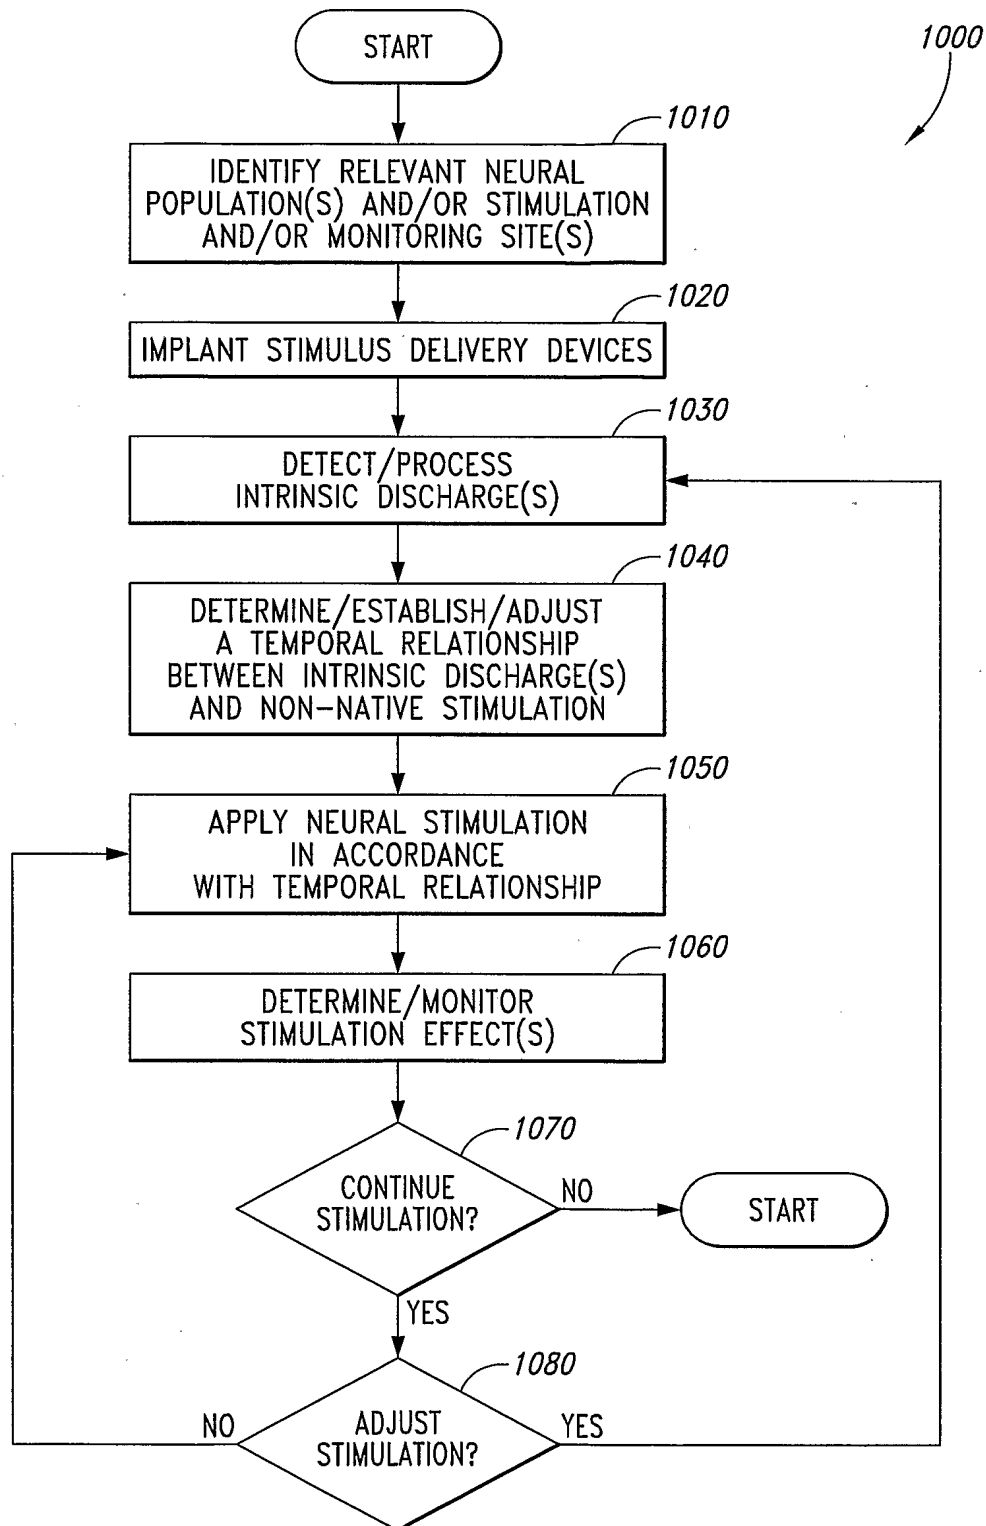 START
1000
1010
IDENTIFY RELEVANT NEURAL
POPULATION(S) AND/OR STIMULATION
AND/OR MONITORING SITE(S)
1020
IMPLANT STIMULUS DELIVERY DEVICES
1030
DETECT/PROCESS
INTRINSIC DISCHARGE(S)
1040
DETERMINE/ESTABLISH/ADJUST
A TEMPORAL RELATIONSHIP
BETWEEN INTRINSIC DISCHARGE(S)
AND NON-NATIVE STIMULATION
1050
APPLY NEURAL STIMULATION
IN ACCORDANCE
WITH TEMPORAL RELATIONSHIP
1060
DETERMINE/MONITOR
STIMULATION EFFECT(S)
1070
CONTINUE
STIMULATION?
NO
START
YES
1080
NO
ADJUST
STIMULATION?
YES